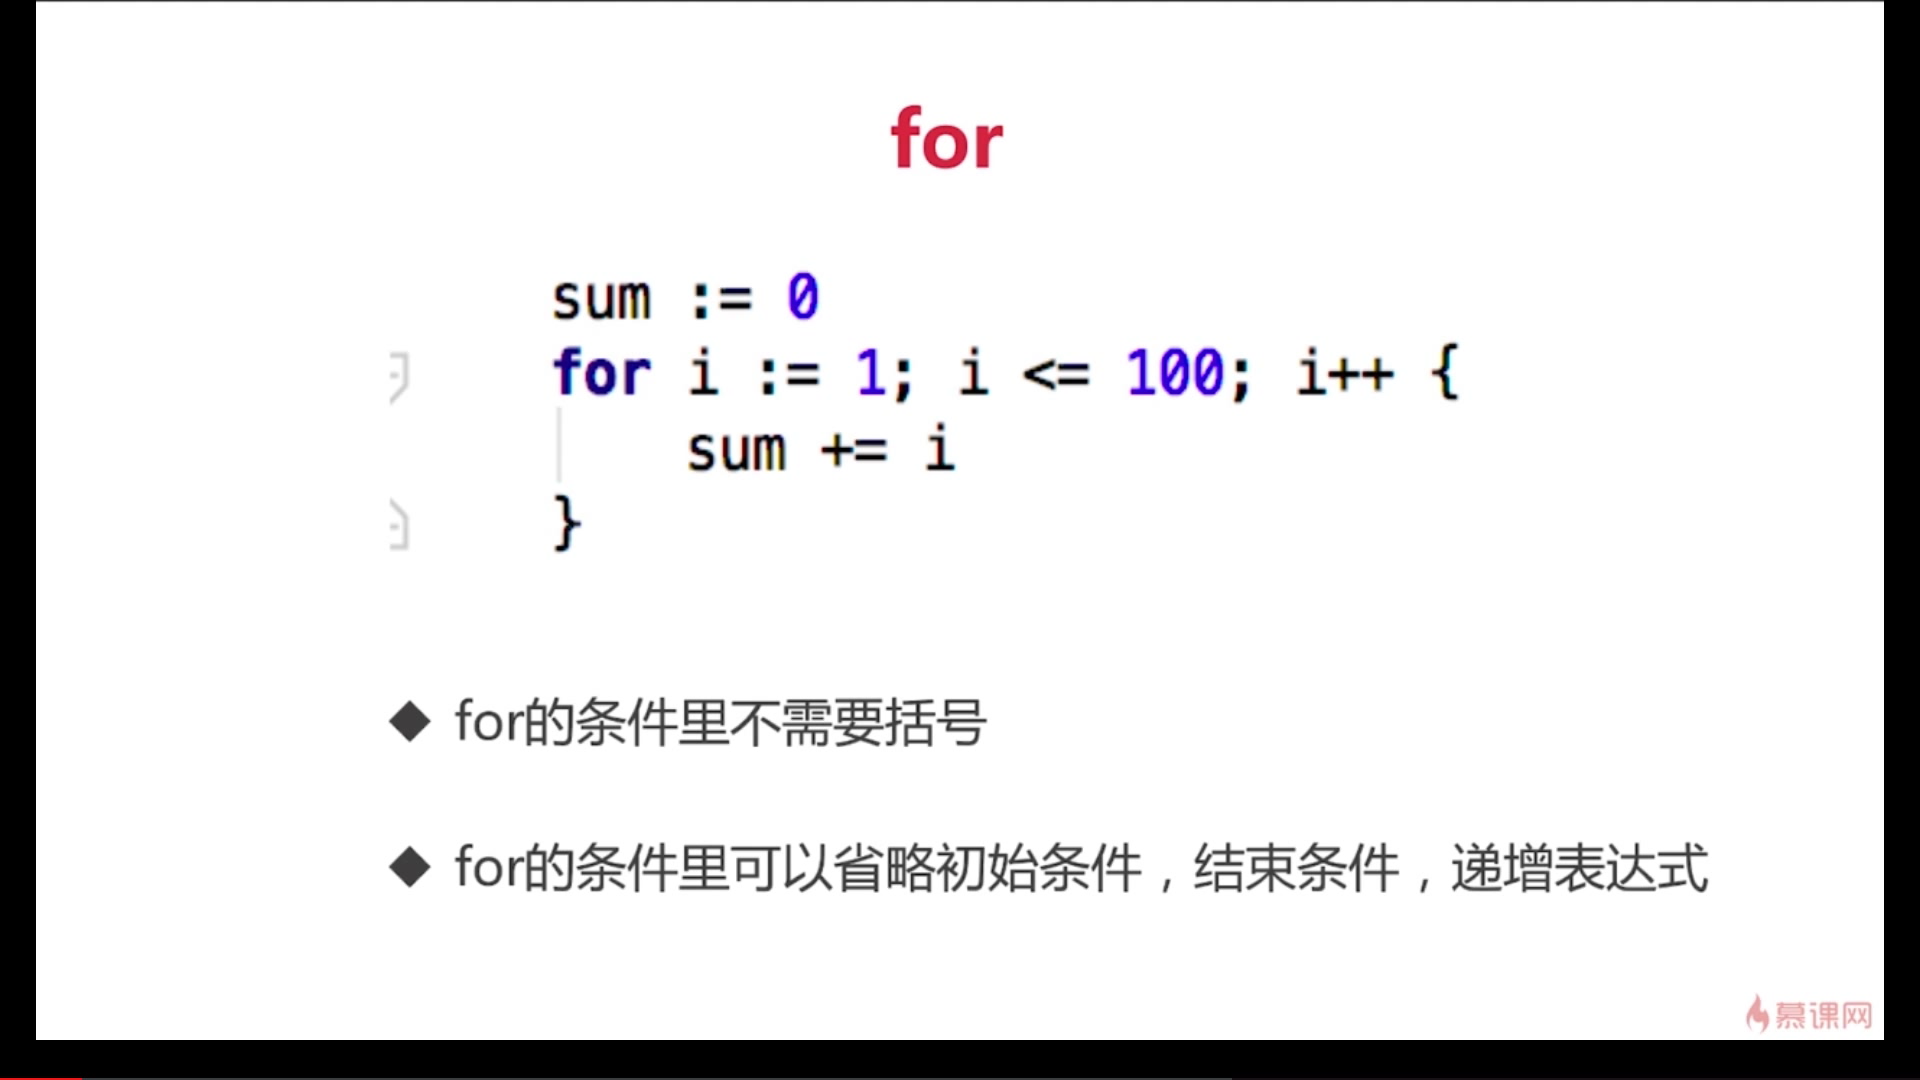 for
sum := 0
for i := 1; i <= 100; i++ {
sum += i
}
◆ for的条件里不需要括号
◆ for的条件里可以省略初始条件，结束条件，递增表达式
慕课网